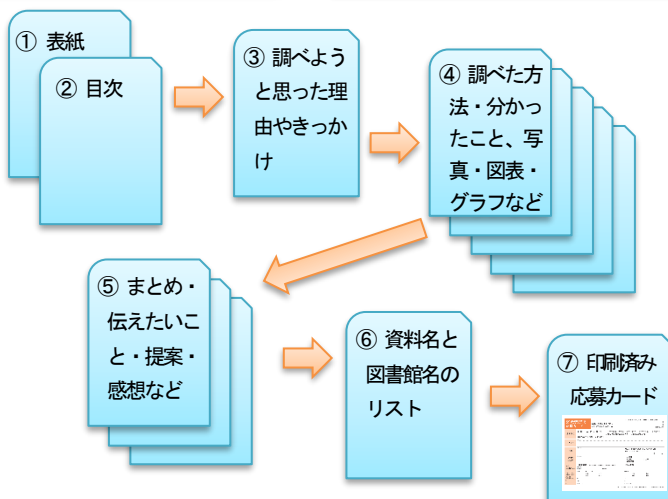 ① 表紙
② 目次
③ 調べよう
と思った理
由やきっか
け
④ 調べた方
法・分かっ
たこと、写
真・図表・
グラフなど
⑤ まとめ・
伝えたいこ
と・提案・
感想など
⑥ 資料名と
図書館名の
リスト
⑦ 印刷済み
応募カード